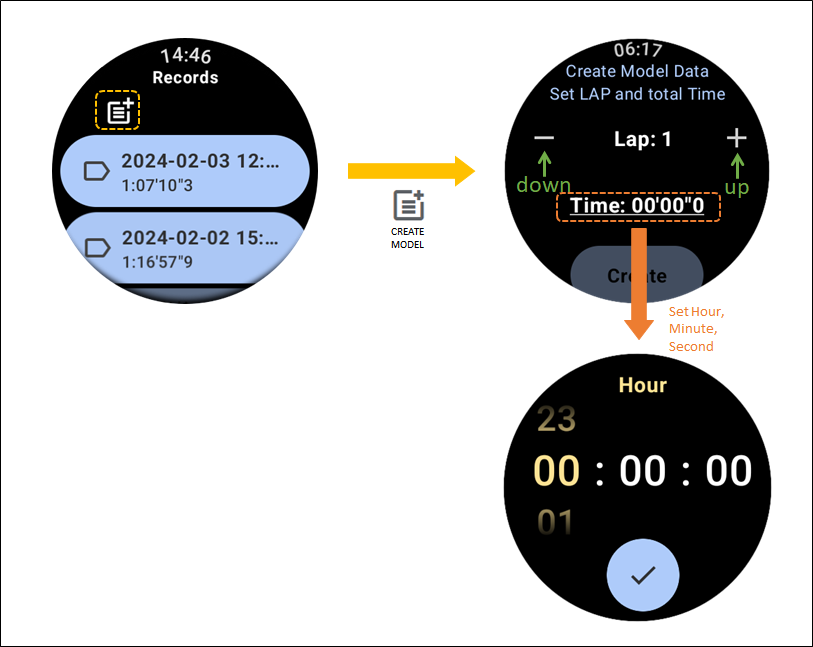 14:46
Records
2024-02-03 12:...
1:07'10"3
2024-02-02 15:...
1:16'57"9
CREATE
MODEL
06:17
Create Model Data
Set LAP and total Time
Lap: 1
down
up
Time: 00'00"0
Create
Set Hour,
Minute,
Second
Hour
23
00 : 00 : 00
01